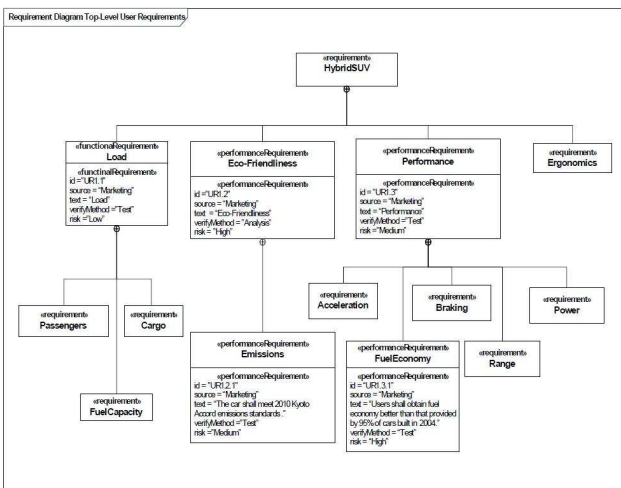 Requirement Diagram Top-Level User Requirements
«requirement»
HybridSUV
«functionalRequirement»
Load
«functinalRequirement»
id ="UR1.1"
source = "Marketing"
text = "Load"
verifyMethod ="Test"
risk ="Low"
«performanceRequirement»
Eco-Friendliness
«performanceRequirement»
id ="UR1.2"
source = "Marketing"
text = "Eco-Friendliness"
verifyMethod = "Analysis"
risk = "High"
«performanceRequirement»
Performance
«performanceRequirement»
id = "UR1.3"
source = "Marketing"
text = "Performance"
verifyMethod ="Test"
risk ="Medium"
«requirement»
Ergonomics
«requirement»
Passengers
«requirement»
Cargo
«requirement»
FuelCapacity
«performanceRequirement»
Emissions
«performanceRequirement»
id = "UR1.2.1"
source = "Marketing"
text = "The car shall meet 2010 Kyoto
Accord emissions standards ."
verifyMethod ="Test"
risk ="Medium"
«requirement»
Acceleration
«requirement»
Braking
«requirement»
Power
«performanceRequirement»
FuelEconomy
«performanceRequirement»
id = "UR1.3.1"
source = "Marketing"
text = "Users shall obtain fuel
economy better than that provided
by 95% of cars built in 2004."
verifyMethod ="Test"
risk = "High"
«requirement»
Range